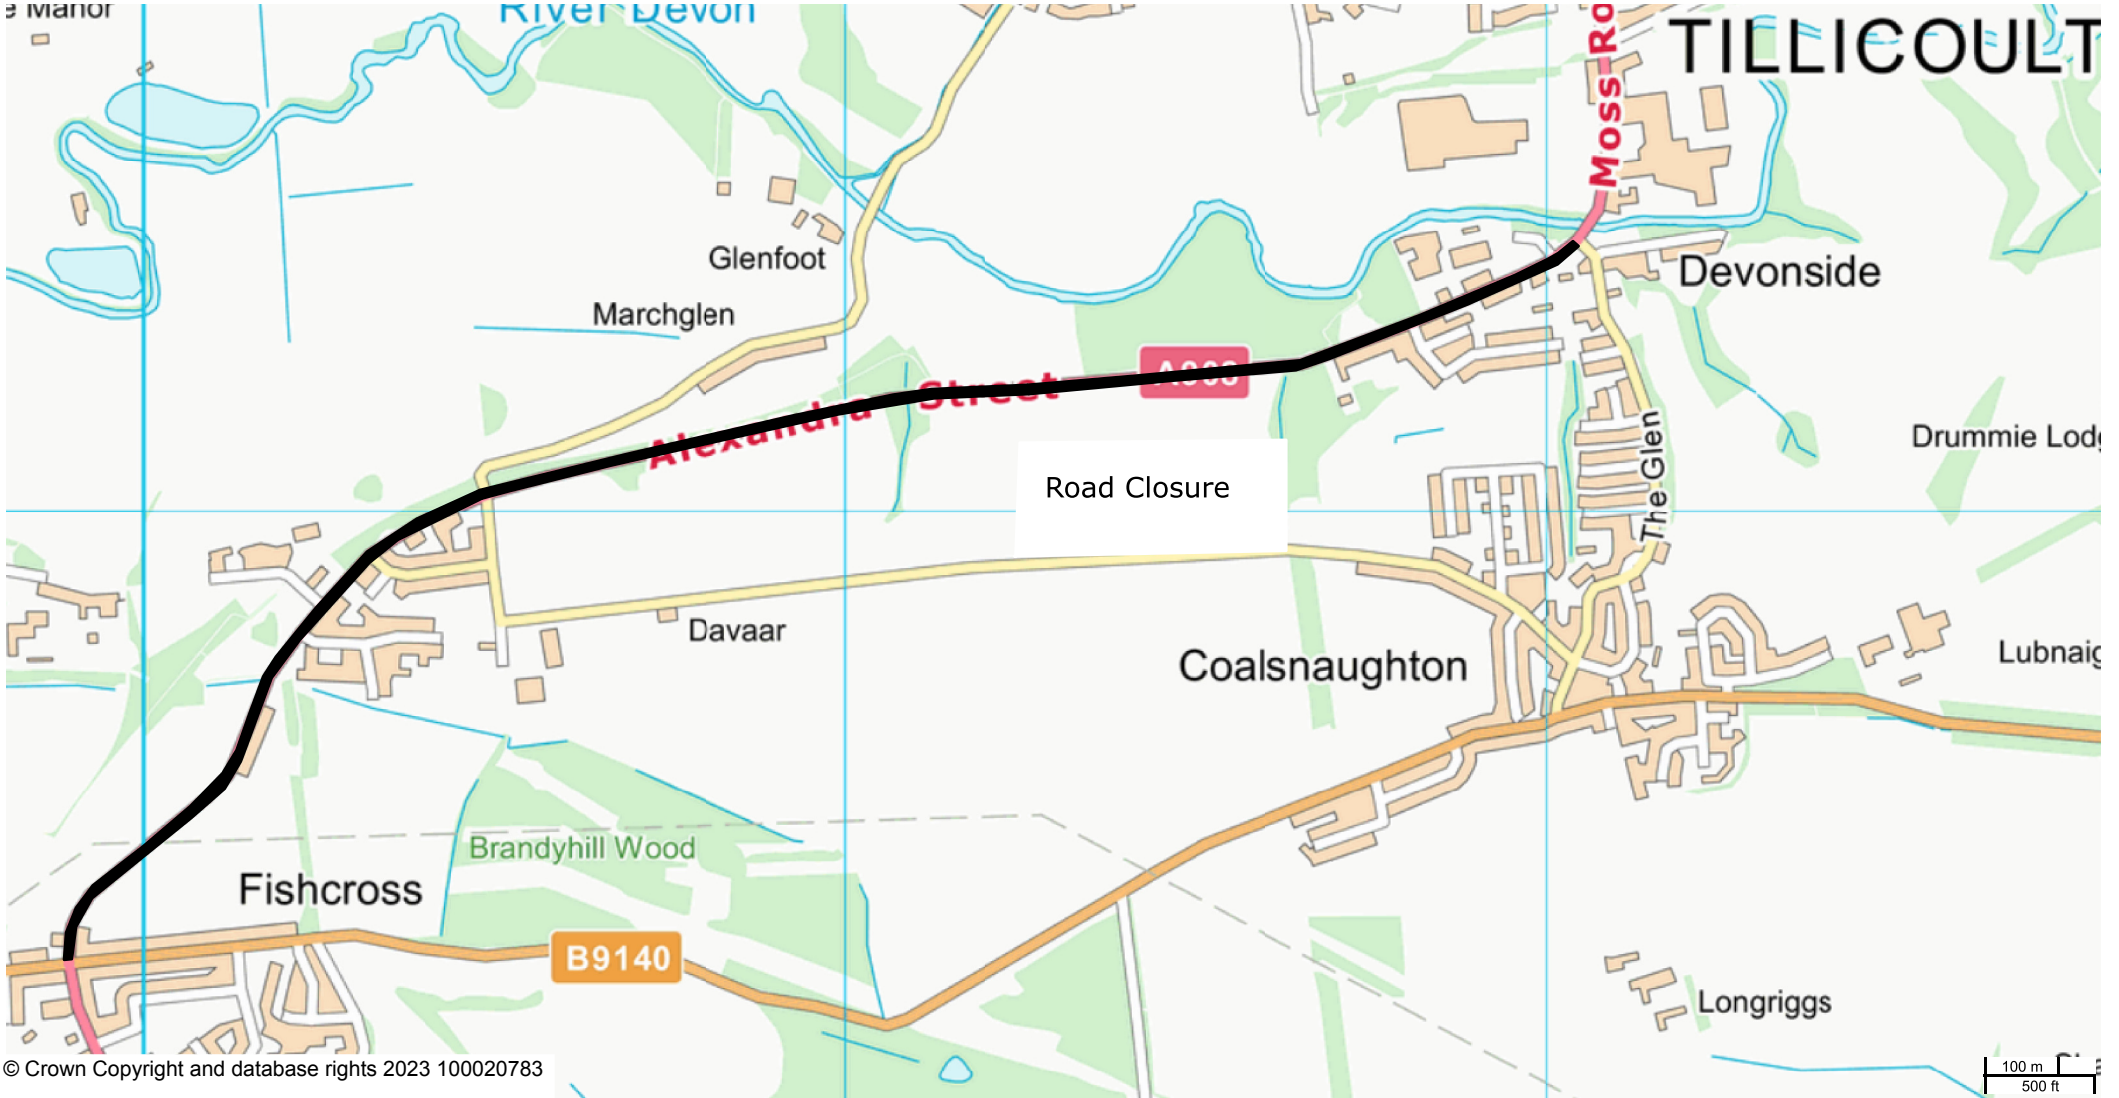 e Manor
River Devon
Moss Ro
TILLICOULT
Glenfoot
Devonside
Marchglen
Alexandra Street
The Glen
Drummie Lod
Road Closure
Davaar
Coalsnaughton
Lubnaig
Brandyhill Wood
Fishcross
B9140
Longriggs
© Crown Copyright and database rights 2023 100020783
100 m
500 ft